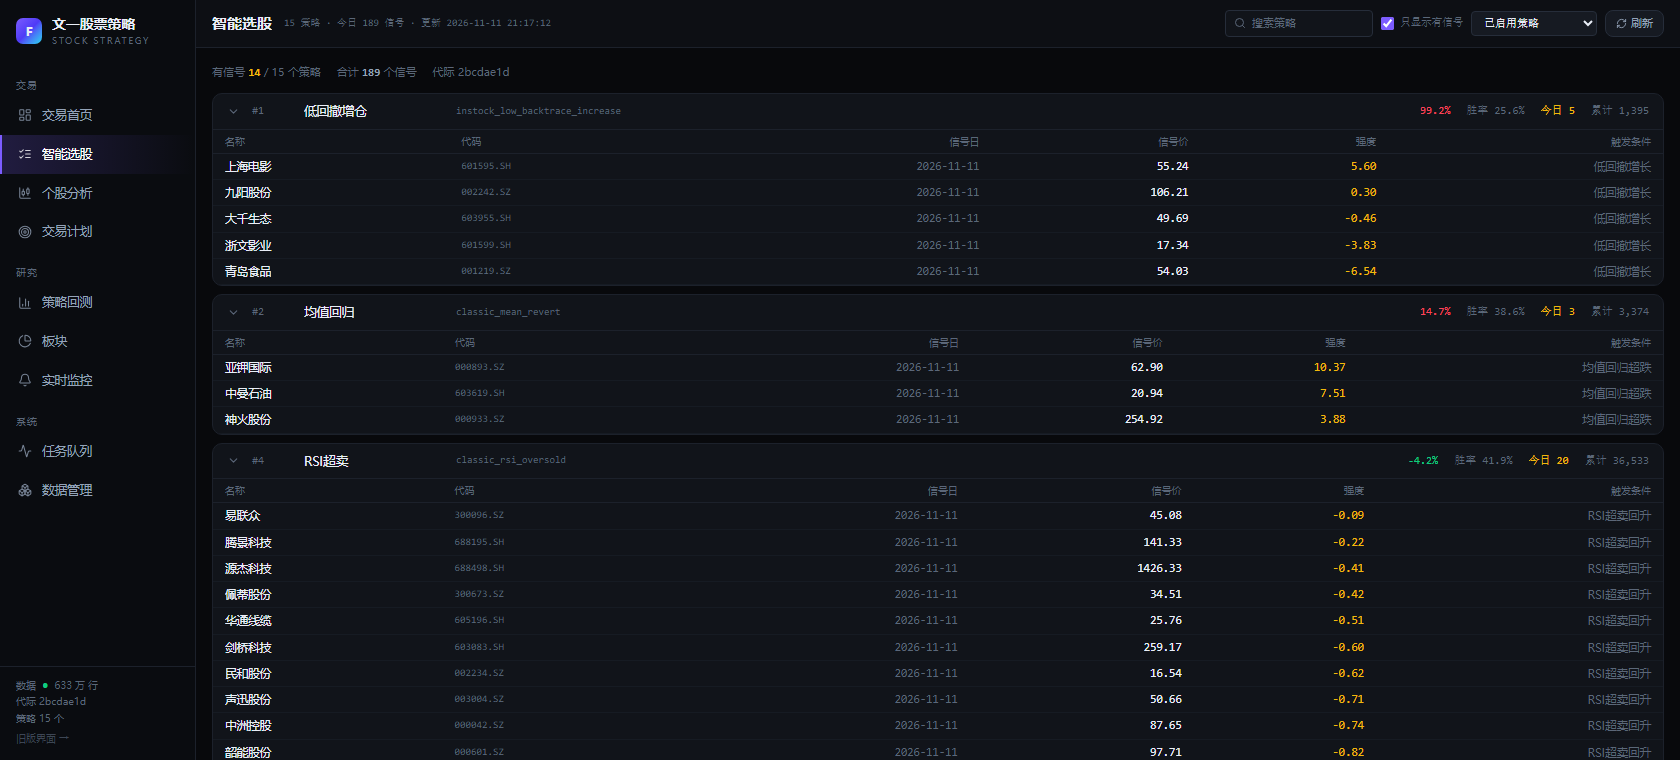 F
文一股票策略
STOCK STRATEGY
交易
交易首页
智能选股
个股分析
交易计划
研究
策略回测
板块
实时监控
系统
任务队列
数据管理
数据 ● 633 万 行
代际 2bcdae1d
策略 15 个
旧版界面 →
智能选股 15 策略 · 今日 189 信号 · 更新 2026-11-11 21:17:12
搜索策略 只显示有信号 已启用策略 刷新
有信号 14 / 15 个策略 合计 189 个信号 代际 2bcdae1d
#1 低回撤增仓 instock_low_backtrace_increase 99.2% 胜率 25.6% 今日 5 累计 1,395
名称 代码 信号日 信号价 强度 触发条件
上海电影 601595.SH 2026-11-11 55.24 5.60 低回撤增长
九阳股份 002242.SZ 2026-11-11 106.21 0.30 低回撤增长
大千生态 603955.SH 2026-11-11 49.69 -0.46 低回撤增长
浙文影业 601599.SH 2026-11-11 17.34 -3.83 低回撤增长
青岛食品 001219.SZ 2026-11-11 54.03 -6.54 低回撤增长
#2 均值回归 classic_mean_revert 14.7% 胜率 38.6% 今日 3 累计 3,374
名称 代码 信号日 信号价 强度 触发条件
亚钾国际 000893.SZ 2026-11-11 62.90 10.37 均值回归超跌
中曼石油 603619.SH 2026-11-11 20.94 7.51 均值回归超跌
神火股份 000933.SZ 2026-11-11 254.92 3.88 均值回归超跌
#4 RSI超卖 classic_rsi_oversold -4.2% 胜率 41.9% 今日 20 累计 36,533
名称 代码 信号日 信号价 强度 触发条件
易联众 300096.SZ 2026-11-11 45.08 -0.09 RSI超卖回升
腾景科技 688195.SH 2026-11-11 141.33 -0.22 RSI超卖回升
源杰科技 688498.SH 2026-11-11 1426.33 -0.41 RSI超卖回升
佩蒂股份 300673.SZ 2026-11-11 34.51 -0.42 RSI超卖回升
华通线缆 605196.SH 2026-11-11 25.76 -0.51 RSI超卖回升
剑桥科技 603083.SH 2026-11-11 259.17 -0.60 RSI超卖回升
民和股份 002234.SZ 2026-11-11 16.54 -0.62 RSI超卖回升
声迅股份 003004.SZ 2026-11-11 50.66 -0.71 RSI超卖回升
中洲控股 000042.SZ 2026-11-11 87.65 -0.74 RSI超卖回升
韶能股份 000601.SZ 2026-11-11 97.71 -0.82 RSI超卖回升